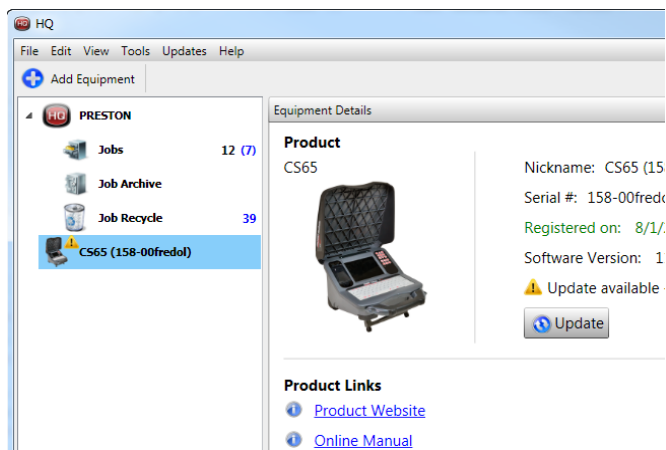 HQ
File Edit View Tools Updates Help
Add Equipment
HQ PRESTON
Jobs 12 (7)
Job Archive
Job Recycle 39
CS65 (158-00fredol)
Equipment Details
Product
CS65
Nickname: CS65 (15
Serial #: 158-00fredo
Registered on: 8/1/
Software Version: 1
Update available -
Update
Product Links
Product Website
Online Manual